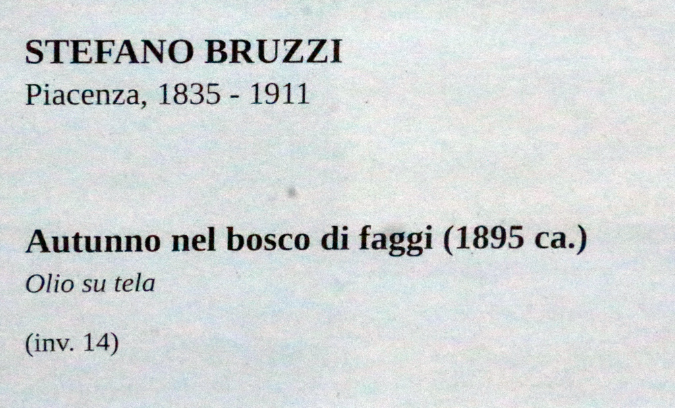 STEFANO BRUZZI
Piacenza, 1835 - 1911
Autunno nel bosco di faggi (1895 ca.)
Olio su tela
(inv. 14)